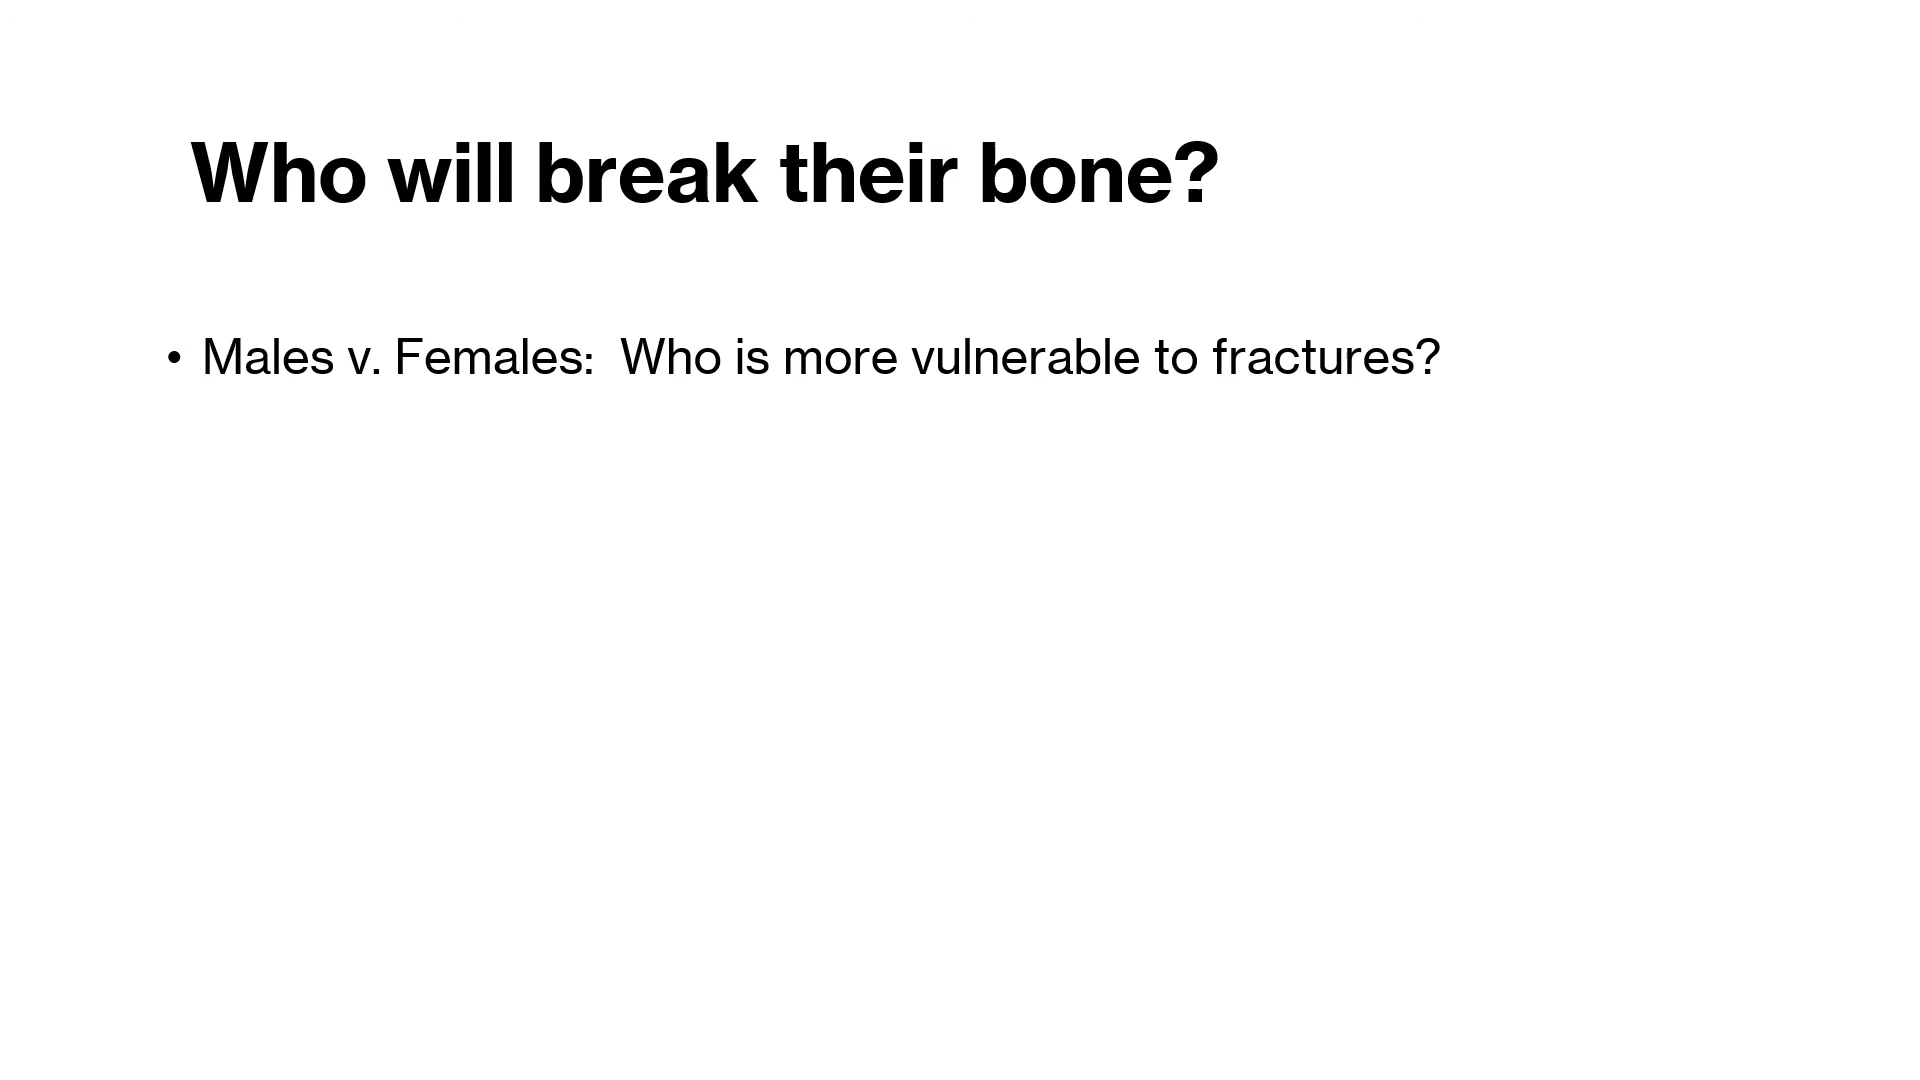 Who will break their bone?
• Males v. Females:  Who is more vulnerable to fractures?